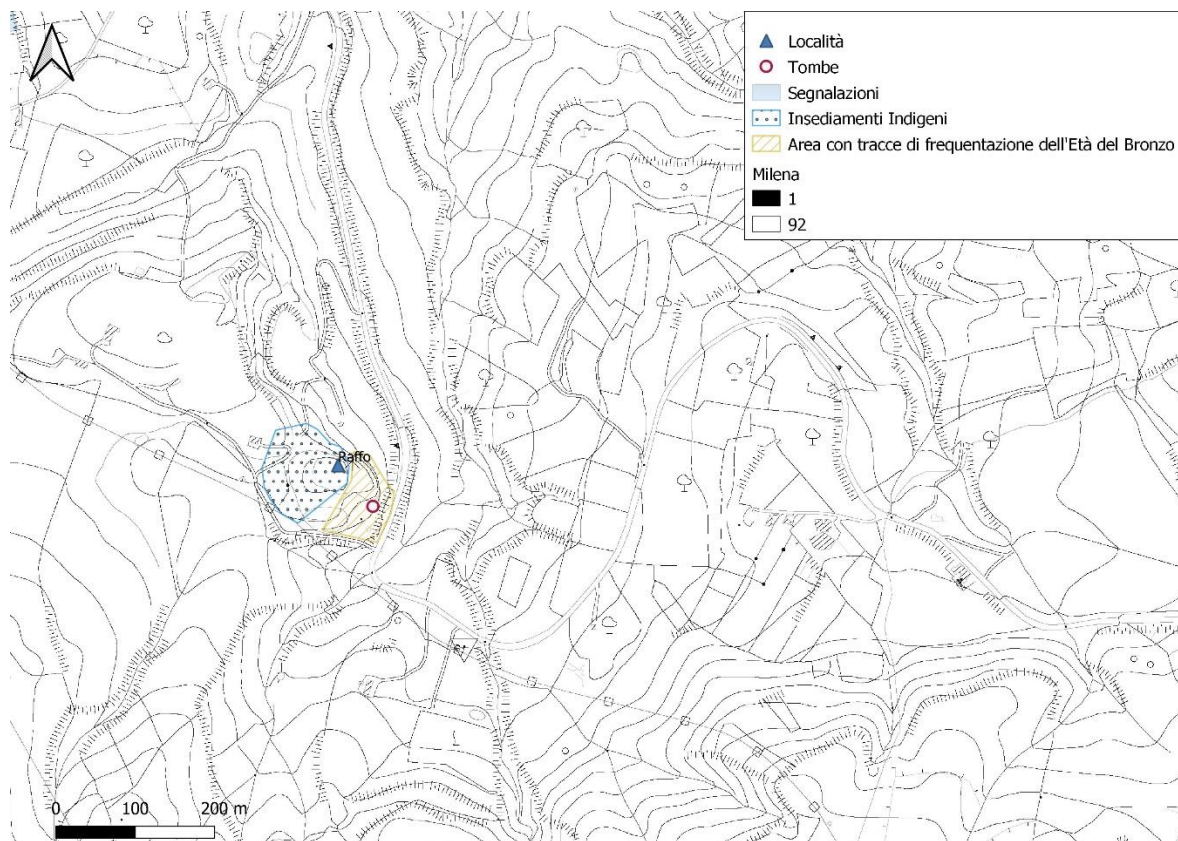 Località
Tombe
Segnalazioni
Insediamenti Indigeni
Area con tracce di frequentazione dell'Età del Bronzo
Milena
1
92
Raffo
0 100 200 m